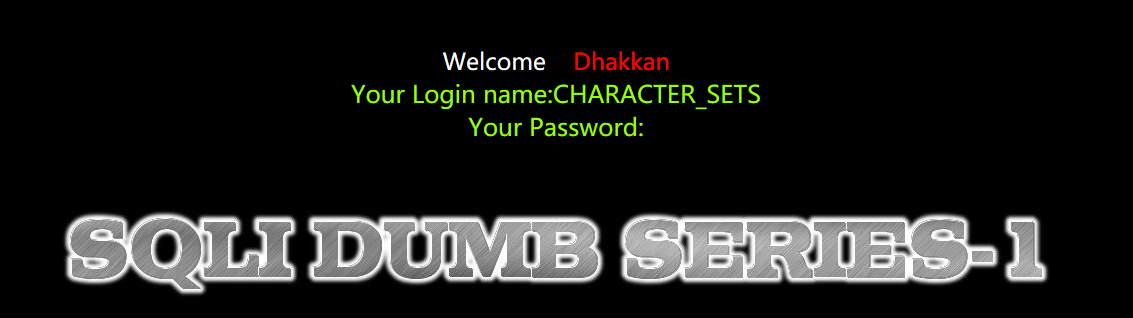 Welcome Dhakkan
Your Login name:CHARACTER_SETS
Your Password:
SQLI DUMB SERIES-1